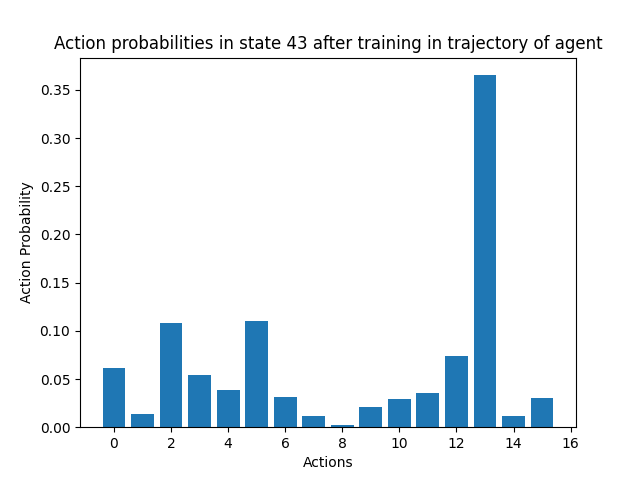 Action probabilities in state 43 after training in trajectory of agent
0.35
0.30
0.25
0.20
0.15
0.10
0.05
0.00
Action Probability
0 2 4 6 8 10 12 14 16
Actions